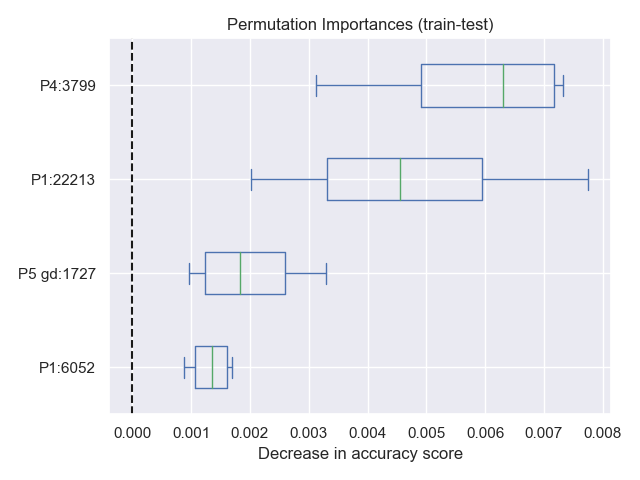 Permutation Importances (train-test)
P4:3799
P1:22213
P5 gd:1727
P1:6052
0.000 0.001 0.002 0.003 0.004 0.005 0.006 0.007 0.008
Decrease in accuracy score